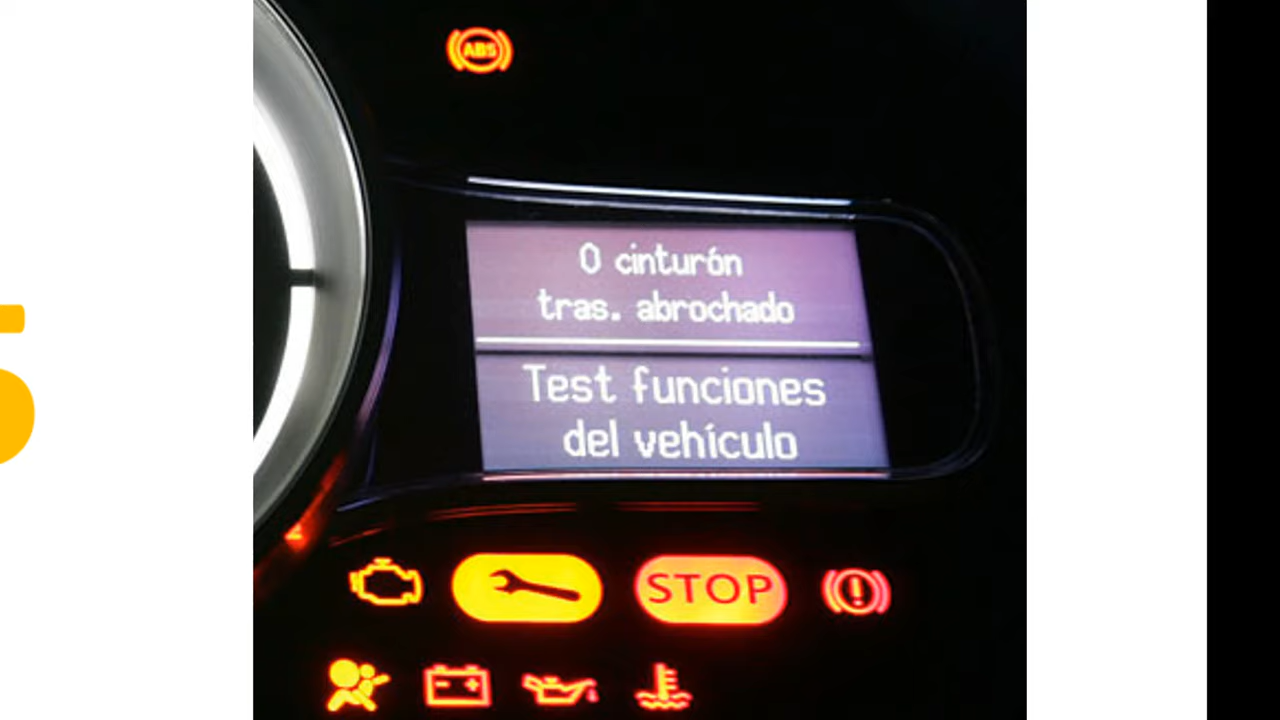 ABS
0 cinturón
tras. abrochado
Test funciones
del vehículo
STOP